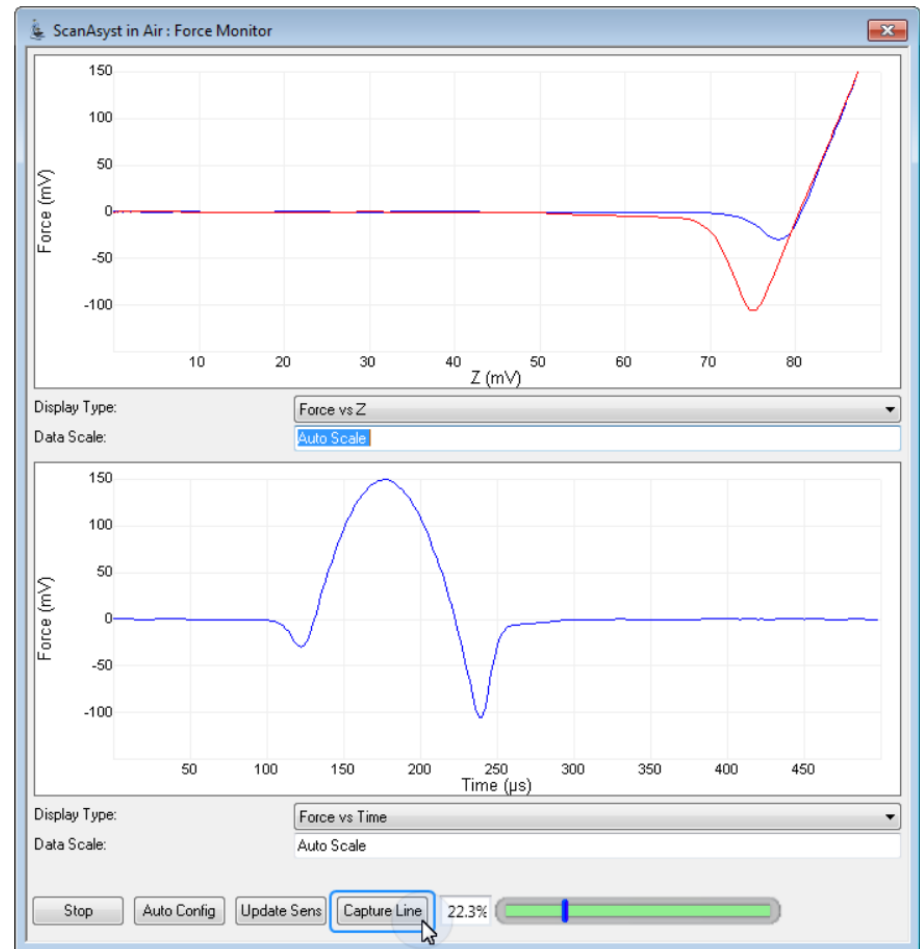 ScanAsyst in Air : Force Monitor
150
100
50
0
-50
-100
Force (mV)
10 20 30 40 50 60 70 80
Z (mV)
Display Type: Force vs Z
Data Scale: Auto Scale
150
100
50
0
-50
-100
Force (mV)
50 100 150 200 250 300 350 400 450
Time (µs)
Display Type: Force vs Time
Data Scale: Auto Scale
Stop Auto Config Update Sens Capture Line 22.3%